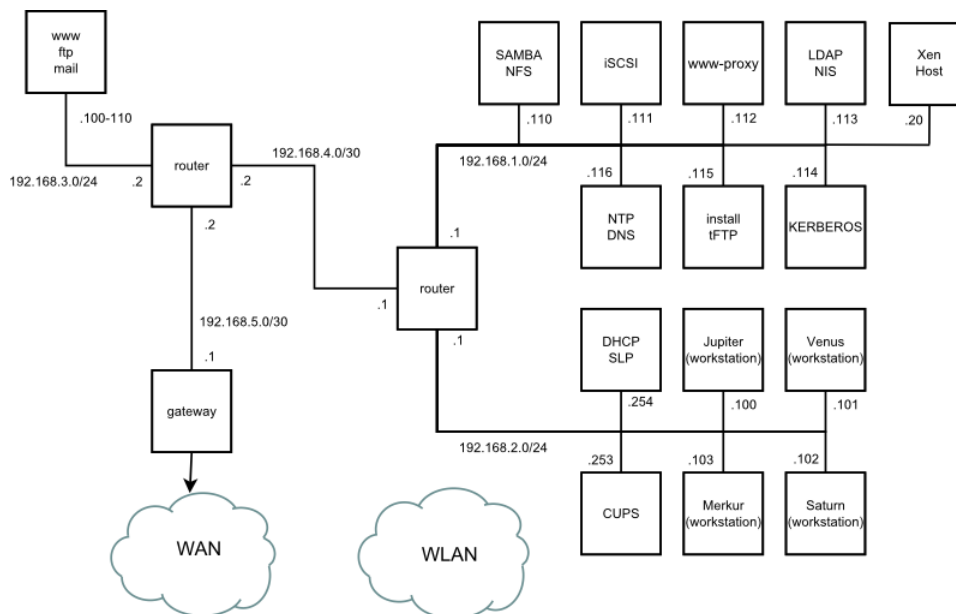 www
ftp
mail
SAMBA
NFS
iSCSI
www-proxy
LDAP
NIS
Xen
Host
.100-110
.110
.111
.112
.113
.20
192.168.4.0/30
192.168.1.0/24
router
192.168.3.0/24
.2
.2
.2
.116
.115
.114
NTP
DNS
install
tFTP
KERBEROS
.1
router
.1
.1
192.168.5.0/30
.1
gateway
DHCP
SLP
Jupiter
(workstation)
Venus
(workstation)
.254
.100
.101
192.168.2.0/24
.253
.103
.102
CUPS
Merkur
(workstation)
Saturn
(workstation)
WAN
WLAN